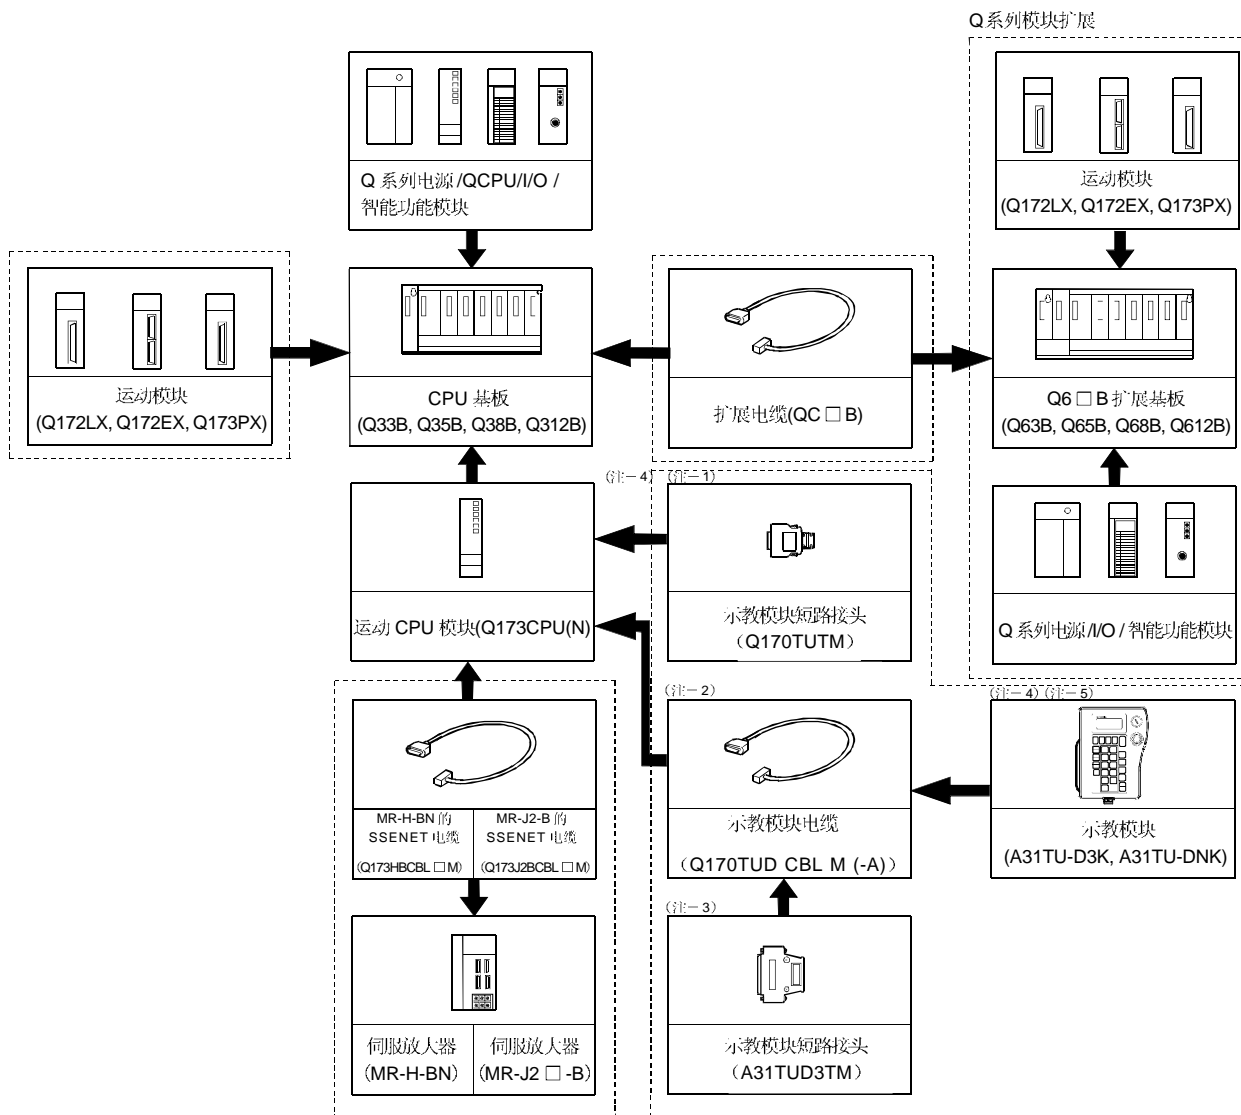 Q系列模块扩展
Q 系列电源 /QCPU/I/O /
智能功能模块
运动模块
(Q172LX, Q172EX, Q173PX)
运动模块
(Q172LX, Q172EX, Q173PX)
CPU 基板
(Q33B, Q35B, Q38B, Q312B)
扩展电缆(QC □ B)
Q6 □ B 扩展基板
(Q63B, Q65B, Q68B, Q612B)
(注－4) (注－1)
运动 CPU 模块(Q173CPU(N)
示教模块短路接头
（Q170TUTM）
Q 系列电源 /I/O / 智能功能模块
(注－2)
(注－4) (注－5)
MR-H-BN 的
SSENET 电缆
(Q173HBCBL □ M)
MR-J2-B 的
SSENET 电缆
(Q173J2BCBL □ M)
示教模块电缆
（Q170TUD CBL M (-A)）
示教模块
(A31TU-D3K, A31TU-DNK)
(注－3)
伺服放大器
(MR-H-BN)
伺服放大器
(MR-J2 □ -B)
示教模块短路接头
（A31TUD3TM）